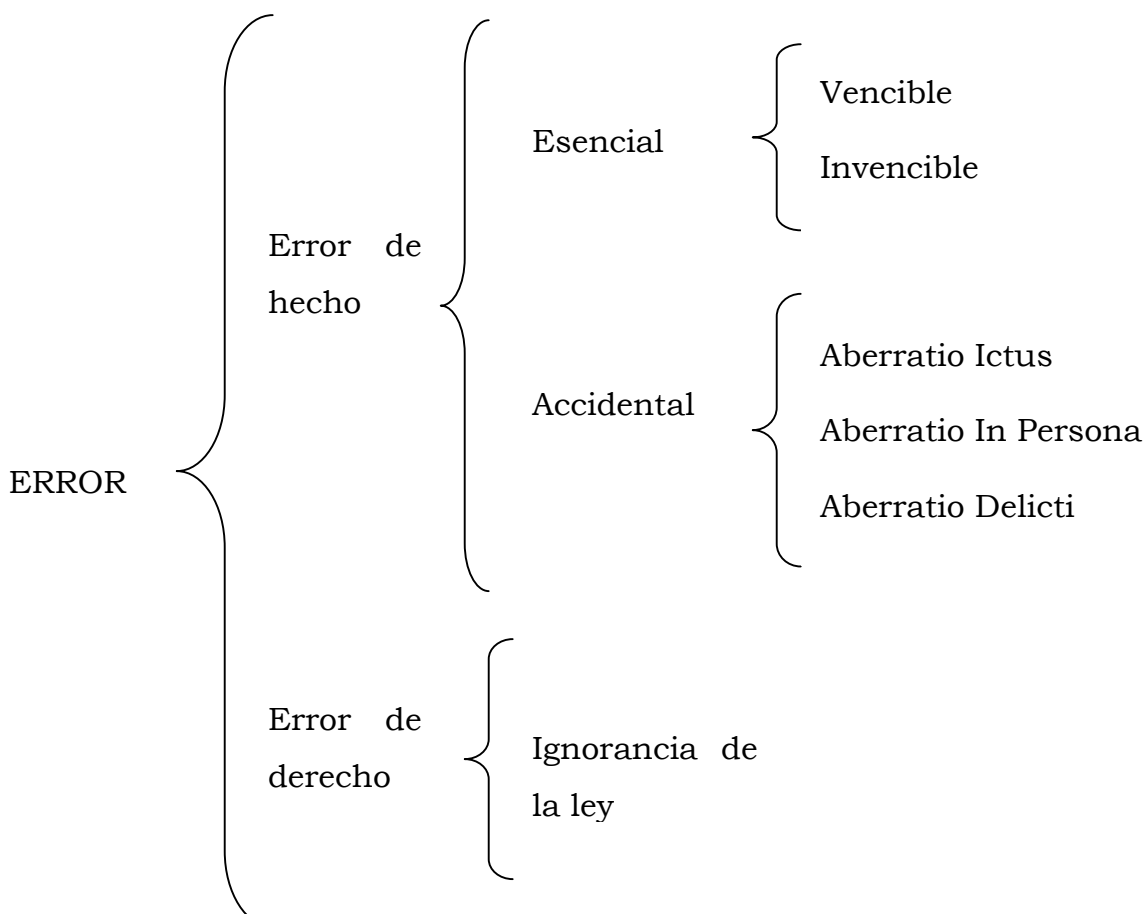 ERROR
Error de
hecho
Esencial
Vencible
Invencible
Accidental
Aberratio Ictus
Aberratio In Persona
Aberratio Delicti
Error de
derecho
Ignorancia de
la ley